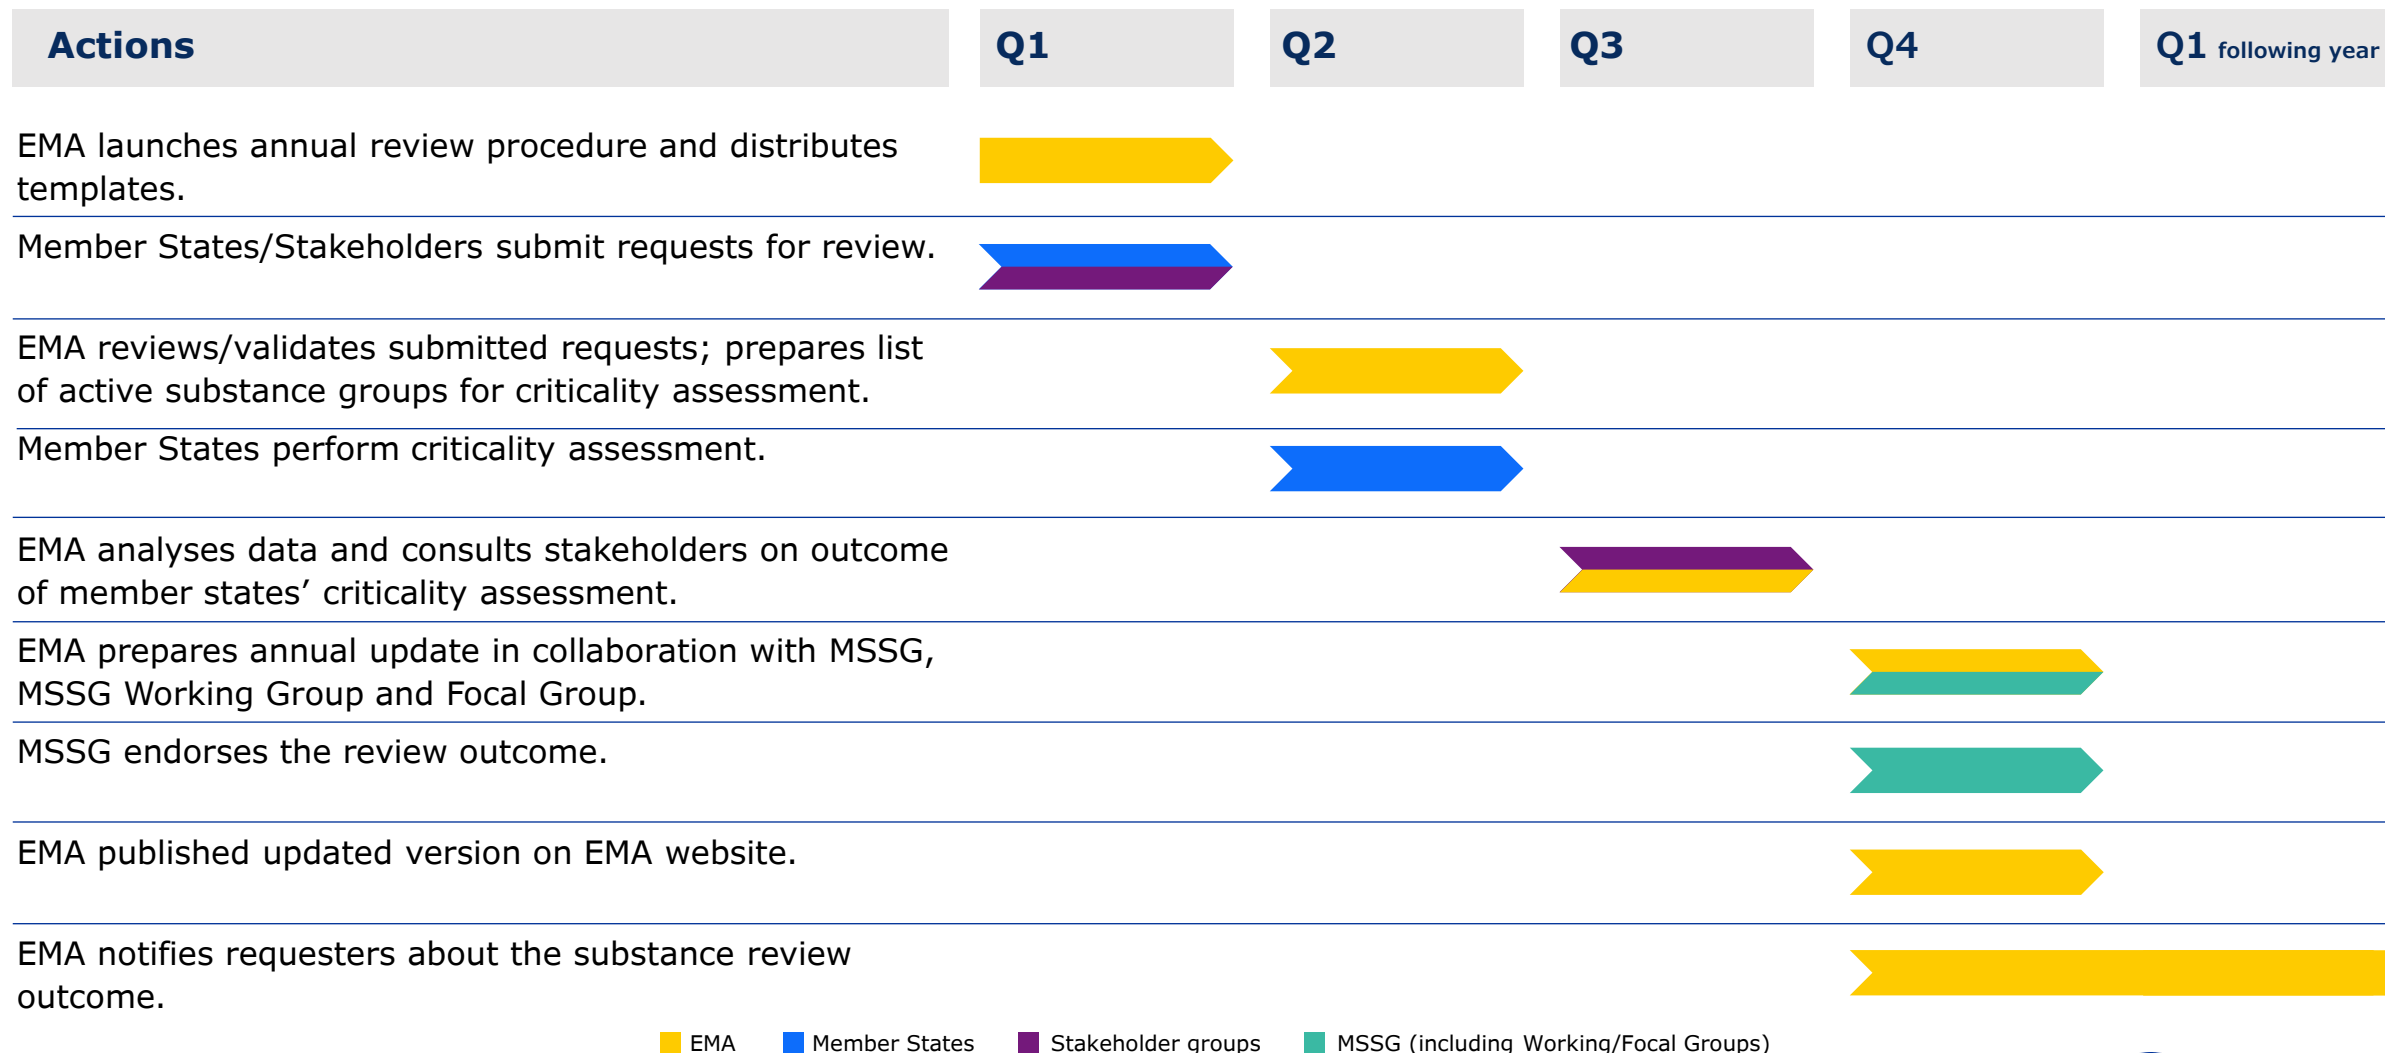 Actions
Q1
Q2
Q3
Q4
Q1 following year
EMA launches annual review procedure and distributes
templates.
Member States/Stakeholders submit requests for review.
EMA reviews/validates submitted requests; prepares list
of active substance groups for criticality assessment.
Member States perform criticality assessment.
EMA analyses data and consults stakeholders on outcome
of member states’ criticality assessment.
EMA prepares annual update in collaboration with MSSG,
MSSG Working Group and Focal Group.
MSSG endorses the review outcome.
EMA published updated version on EMA website.
EMA notifies requesters about the substance review
outcome.
EMA
Member States
Stakeholder groups
MSSG (including Working/Focal Groups)